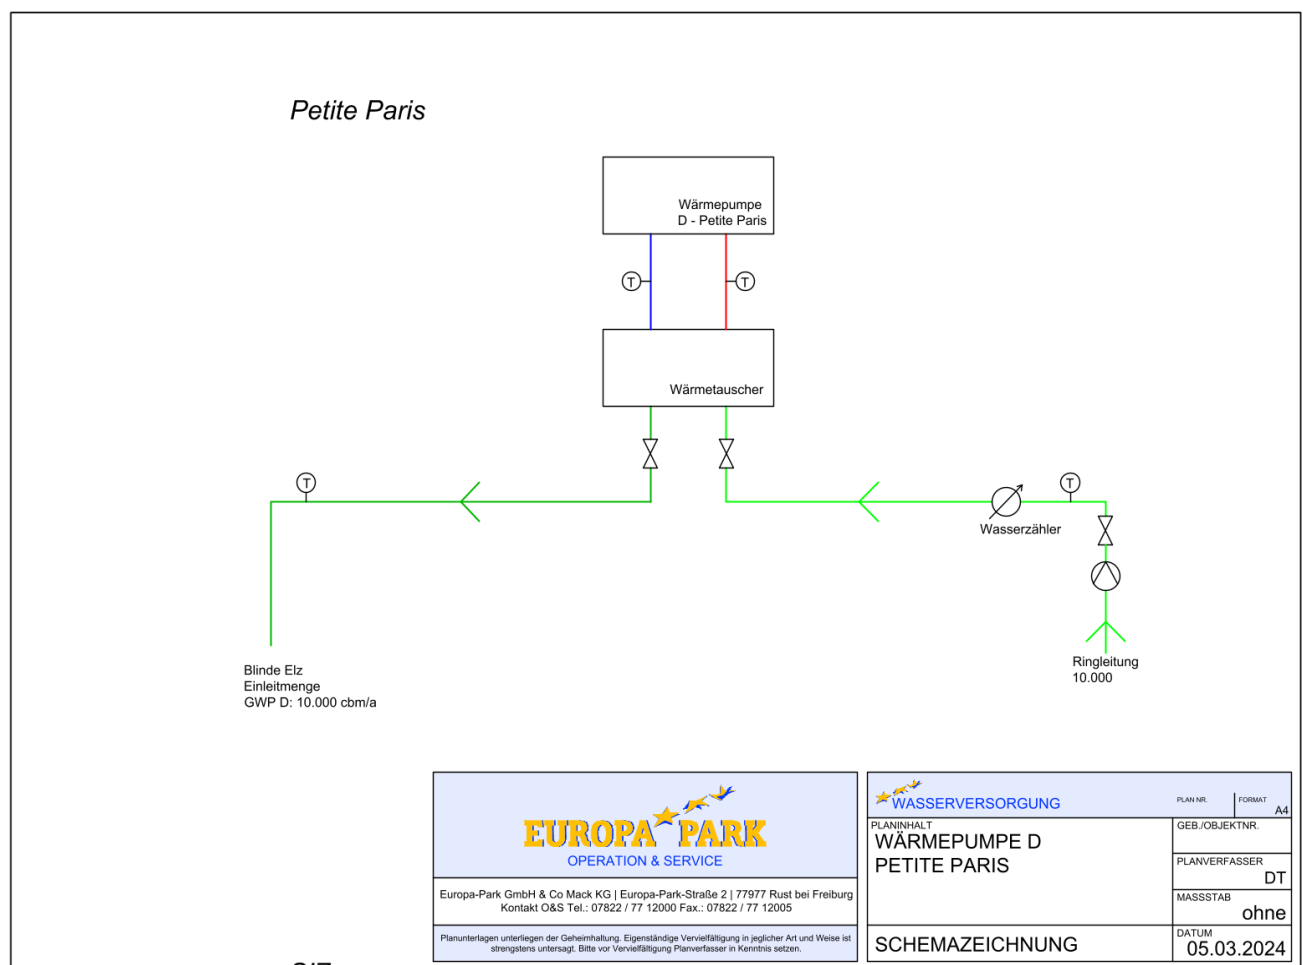 Petite Paris
Wärmepumpe
D - Petite Paris
T
T
Wärmetauscher
T
T
Wasserzähler
Blinde Elz
Einleitmenge
GWP D: 10.000 cbm/a
Ringleitung
10.000
EUROPA PARK
OPERATION & SERVICE
Europa-Park GmbH & Co Mack KG | Europa-Park-Straße 2 | 77977 Rust bei Freiburg
Kontakt O&S Tel.: 07822 / 77 12000 Fax.: 07822 / 77 12005
Planunterlagen unterliegen der Geheimhaltung. Eigenständige Vervielfältigung in jeglicher Art und Weise ist
strengstens untersagt. Bitte vor Vervielfältigung Planverfasser in Kenntnis setzen.
WASSERVERSORGUNG
PLAN NR.
FORMAT
A4
PLANINHALT
WÄRMEPUMPE D
PETITE PARIS
GEB./OBJEKTNR.
PLANVERFASSER
DT
MASSSTAB
ohne
SCHEMAZEICHNUNG
DATUM
05.03.2024